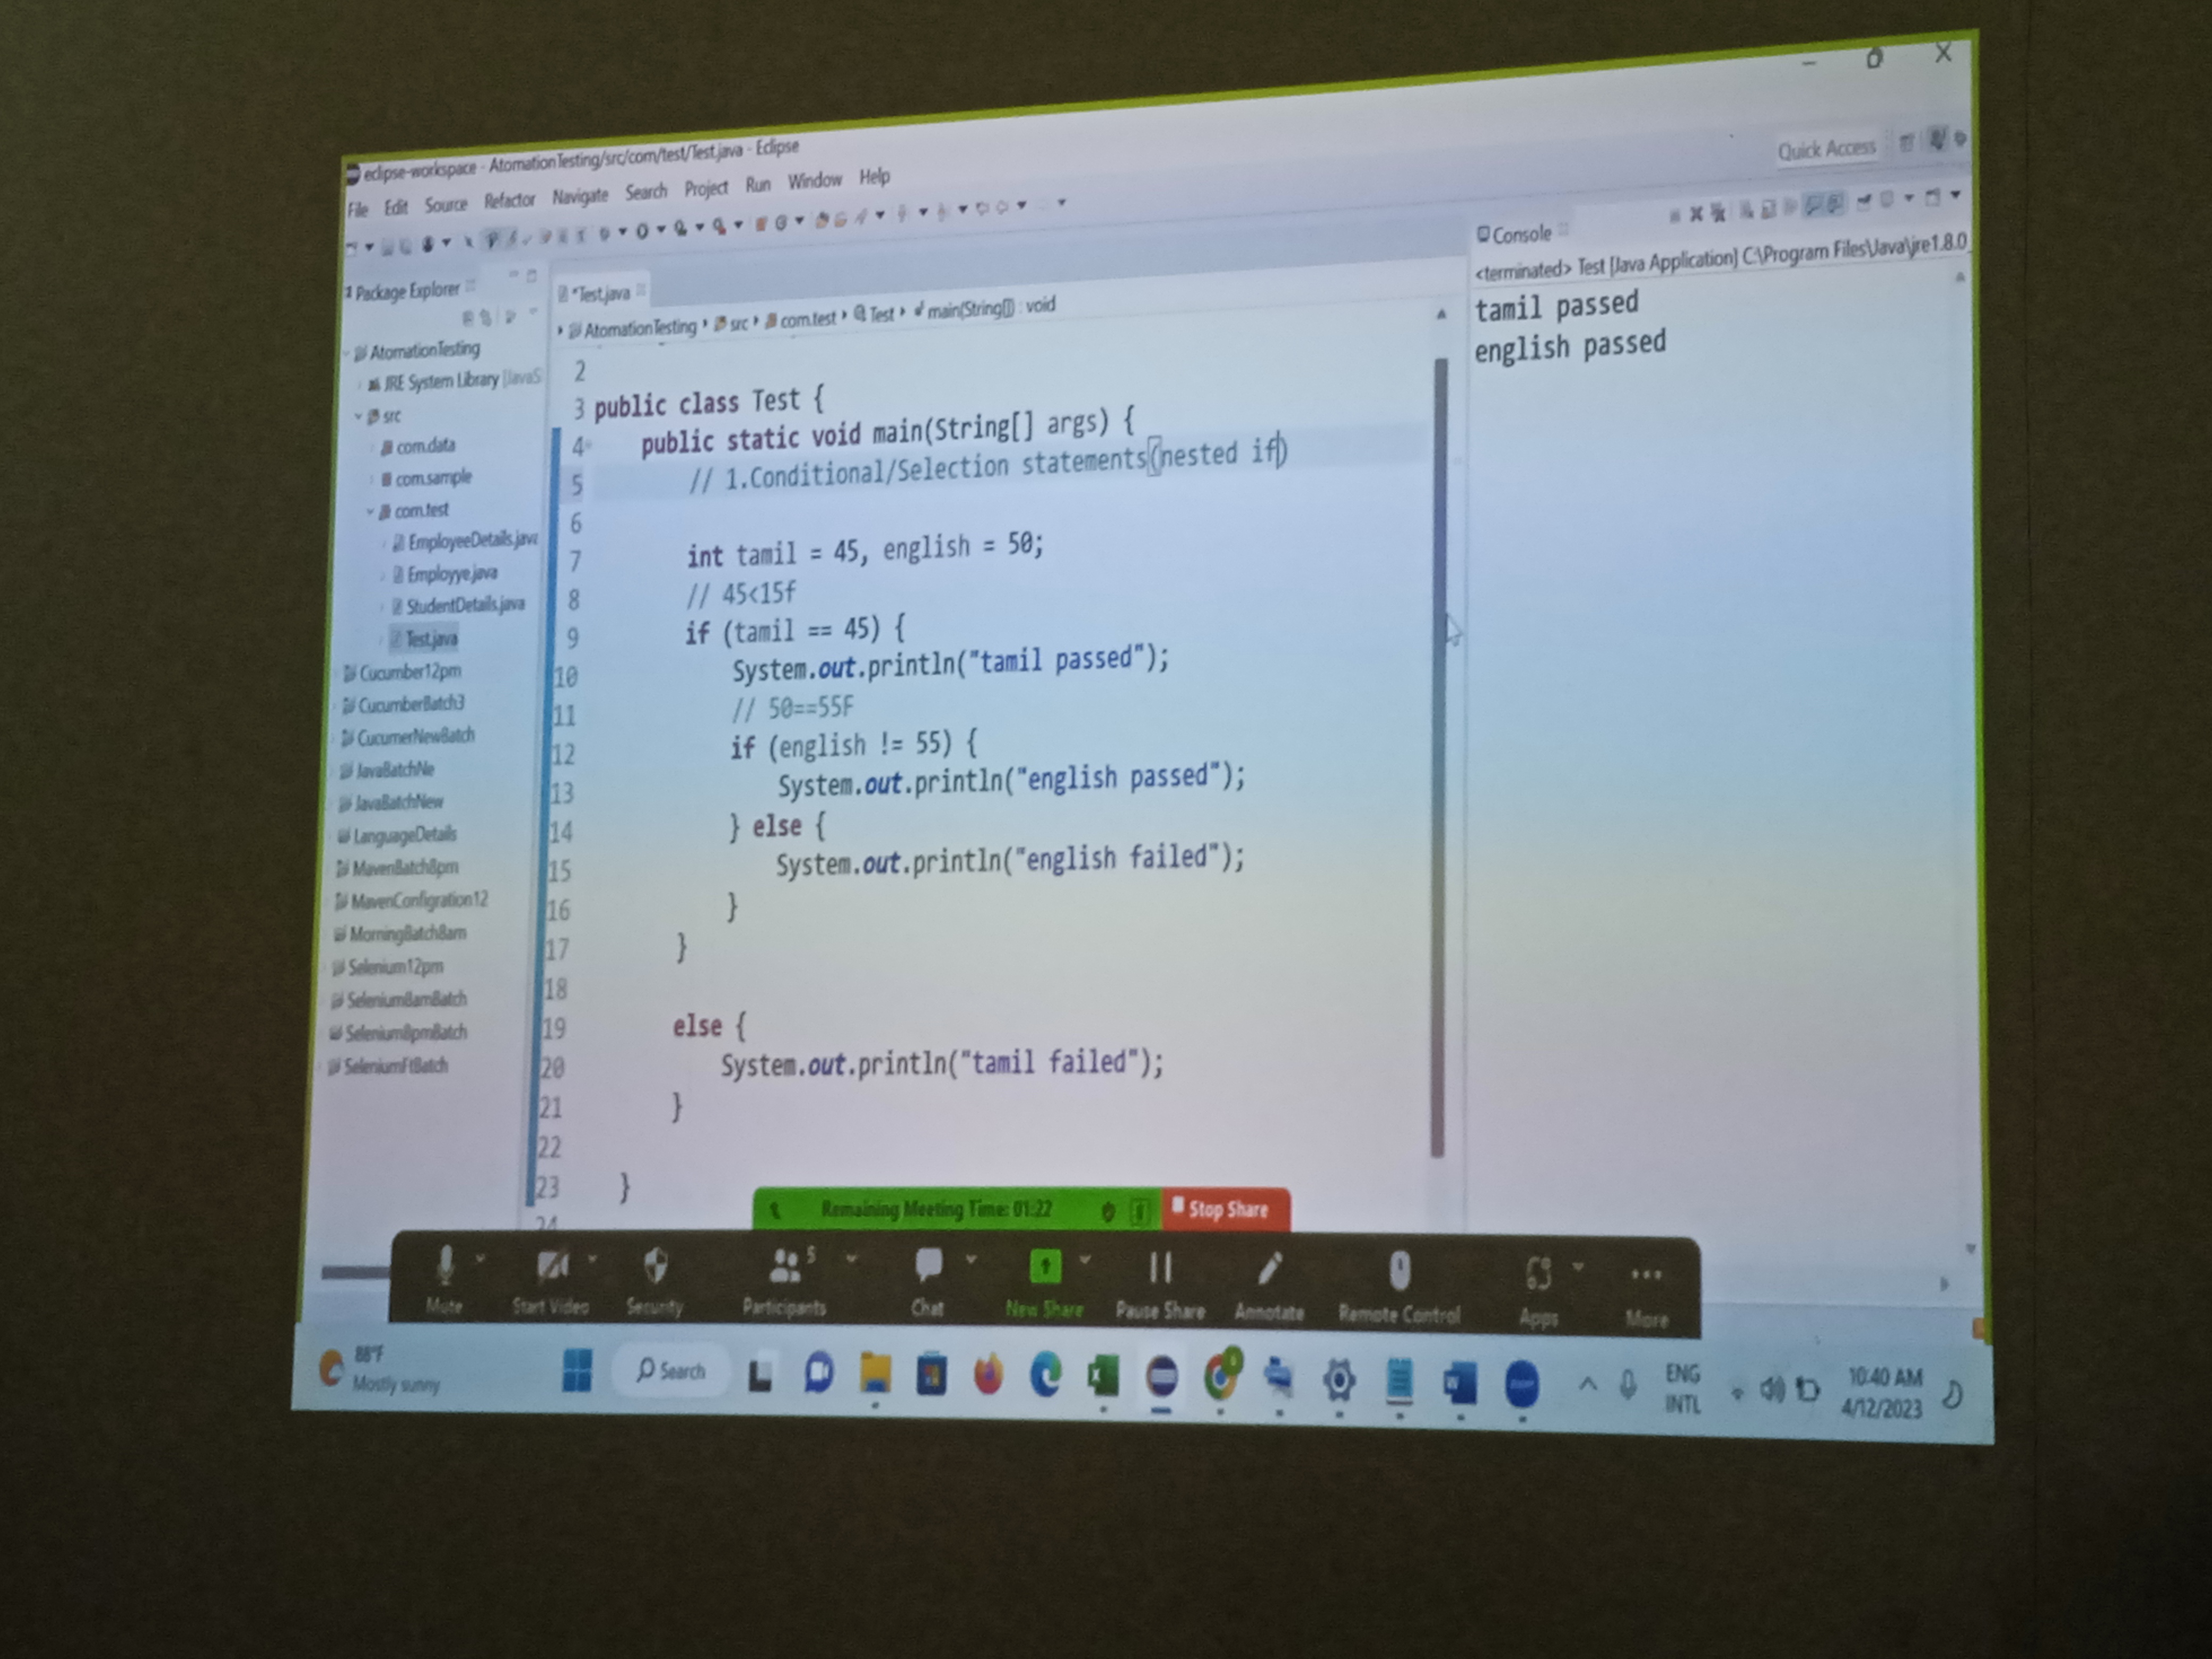 eclipse-workspace - AtomationTesting/src/com/test/Test.java - Eclipse
File Edit Source Refactor Navigate Search Project Run Window Help
Quick Access
Package Explorer
AtomationTesting
JRE System Library [JavaS
src
com.data
com.sample
com.test
EmployeeDetails.java
Employye.java
StudentDetails.java
Test.java
Cucumber12pm
CucumberBatch3
CucumerNewBatch
JavaBatchNe
JavaBatchNew
LanguageDetails
MavenBatch8pm
MavenConfigration12
MorningBatch8am
Selenium12pm
Selenium8amBatch
Selenium8pmBatch
SeleniumFtBatch
*Test.java
AtomationTesting src com.test Test main(String[]) : void
2
3 public class Test {
4 public static void main(String[] args) {
5 // 1.Conditional/Selection statements(nested if)
6
7 int tamil = 45, english = 50;
8 // 45<15f
9 if (tamil == 45) {
10 System.out.println("tamil passed");
11 // 50==55F
12 if (english != 55) {
13 System.out.println("english passed");
14 } else {
15 System.out.println("english failed");
16 }
17 }
18
19 else {
20 System.out.println("tamil failed");
21 }
22
23 }
24
Console
<terminated> Test [Java Application] C:\Program Files\Java\jre1.8.0_
tamil passed
english passed
Remaining Meeting Time: 01:22 Stop Share
5
Mute Start Video Security Participants Chat New Share Pause Share Annotate Remote Control Apps More
88°F
Mostly sunny
Search
zoom
ENG
INTL
10:40 AM
4/12/2023